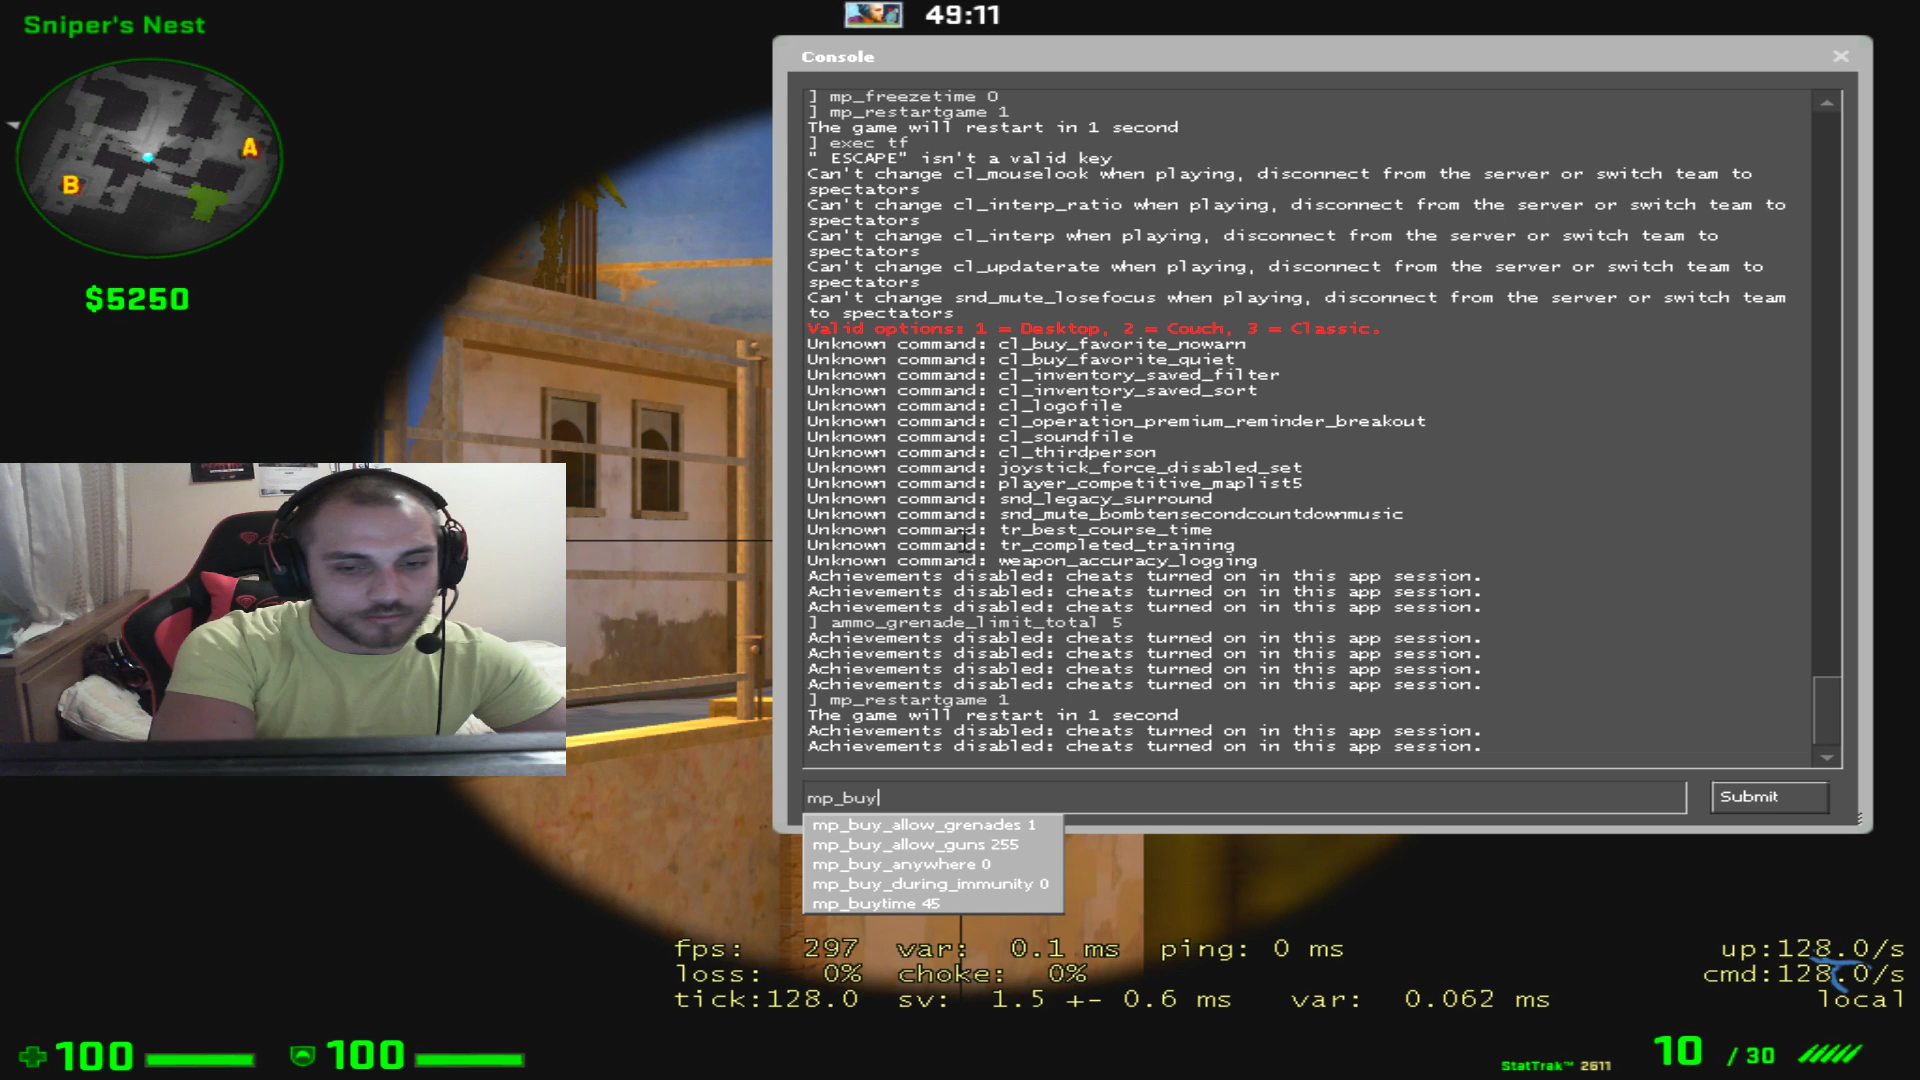 Sniper's Nest
49:11
A
B
$5250
Console
] mp_freezetime 0
] mp_restartgame 1
The game will restart in 1 second
] exec tf
" ESCAPE" isn't a valid key
Can't change cl_mouselook when playing, disconnect from the server or switch team to
spectators
Can't change cl_interp_ratio when playing, disconnect from the server or switch team to
spectators
Can't change cl_interp when playing, disconnect from the server or switch team to
spectators
Can't change cl_updaterate when playing, disconnect from the server or switch team to
spectators
Can't change snd_mute_losefocus when playing, disconnect from the server or switch team
to spectators
Valid options: 1 = Desktop, 2 = Couch, 3 = Classic.
Unknown command: cl_buy_favorite_nowarn
Unknown command: cl_buy_favorite_quiet
Unknown command: cl_inventory_saved_filter
Unknown command: cl_inventory_saved_sort
Unknown command: cl_logofile
Unknown command: cl_operation_premium_reminder_breakout
Unknown command: cl_soundfile
Unknown command: cl_thirdperson
Unknown command: joystick_force_disabled_set
Unknown command: player_competitive_maplist5
Unknown command: snd_legacy_surround
Unknown command: snd_mute_bombtensecondcountdownmusic
Unknown command: tr_best_course_time
Unknown command: tr_completed_training
Unknown command: weapon_accuracy_logging
Achievements disabled: cheats turned on in this app session.
Achievements disabled: cheats turned on in this app session.
Achievements disabled: cheats turned on in this app session.
] ammo_grenade_limit_total 5
Achievements disabled: cheats turned on in this app session.
Achievements disabled: cheats turned on in this app session.
Achievements disabled: cheats turned on in this app session.
Achievements disabled: cheats turned on in this app session.
] mp_restartgame 1
The game will restart in 1 second
Achievements disabled: cheats turned on in this app session.
Achievements disabled: cheats turned on in this app session.
mp_buy
Submit
mp_buy_allow_grenades 1
mp_buy_allow_guns 255
mp_buy_anywhere 0
mp_buy_during_immunity 0
mp_buytime 45
fps: 297 var: 0.1 ms ping: 0 ms
up:128.0/s
loss: 0% choke: 0%
cmd:128.0/s
tick:128.0 sv: 1.5 +- 0.6 ms var: 0.062 ms
local
100
100
StatTrak™ 2611
10 / 30